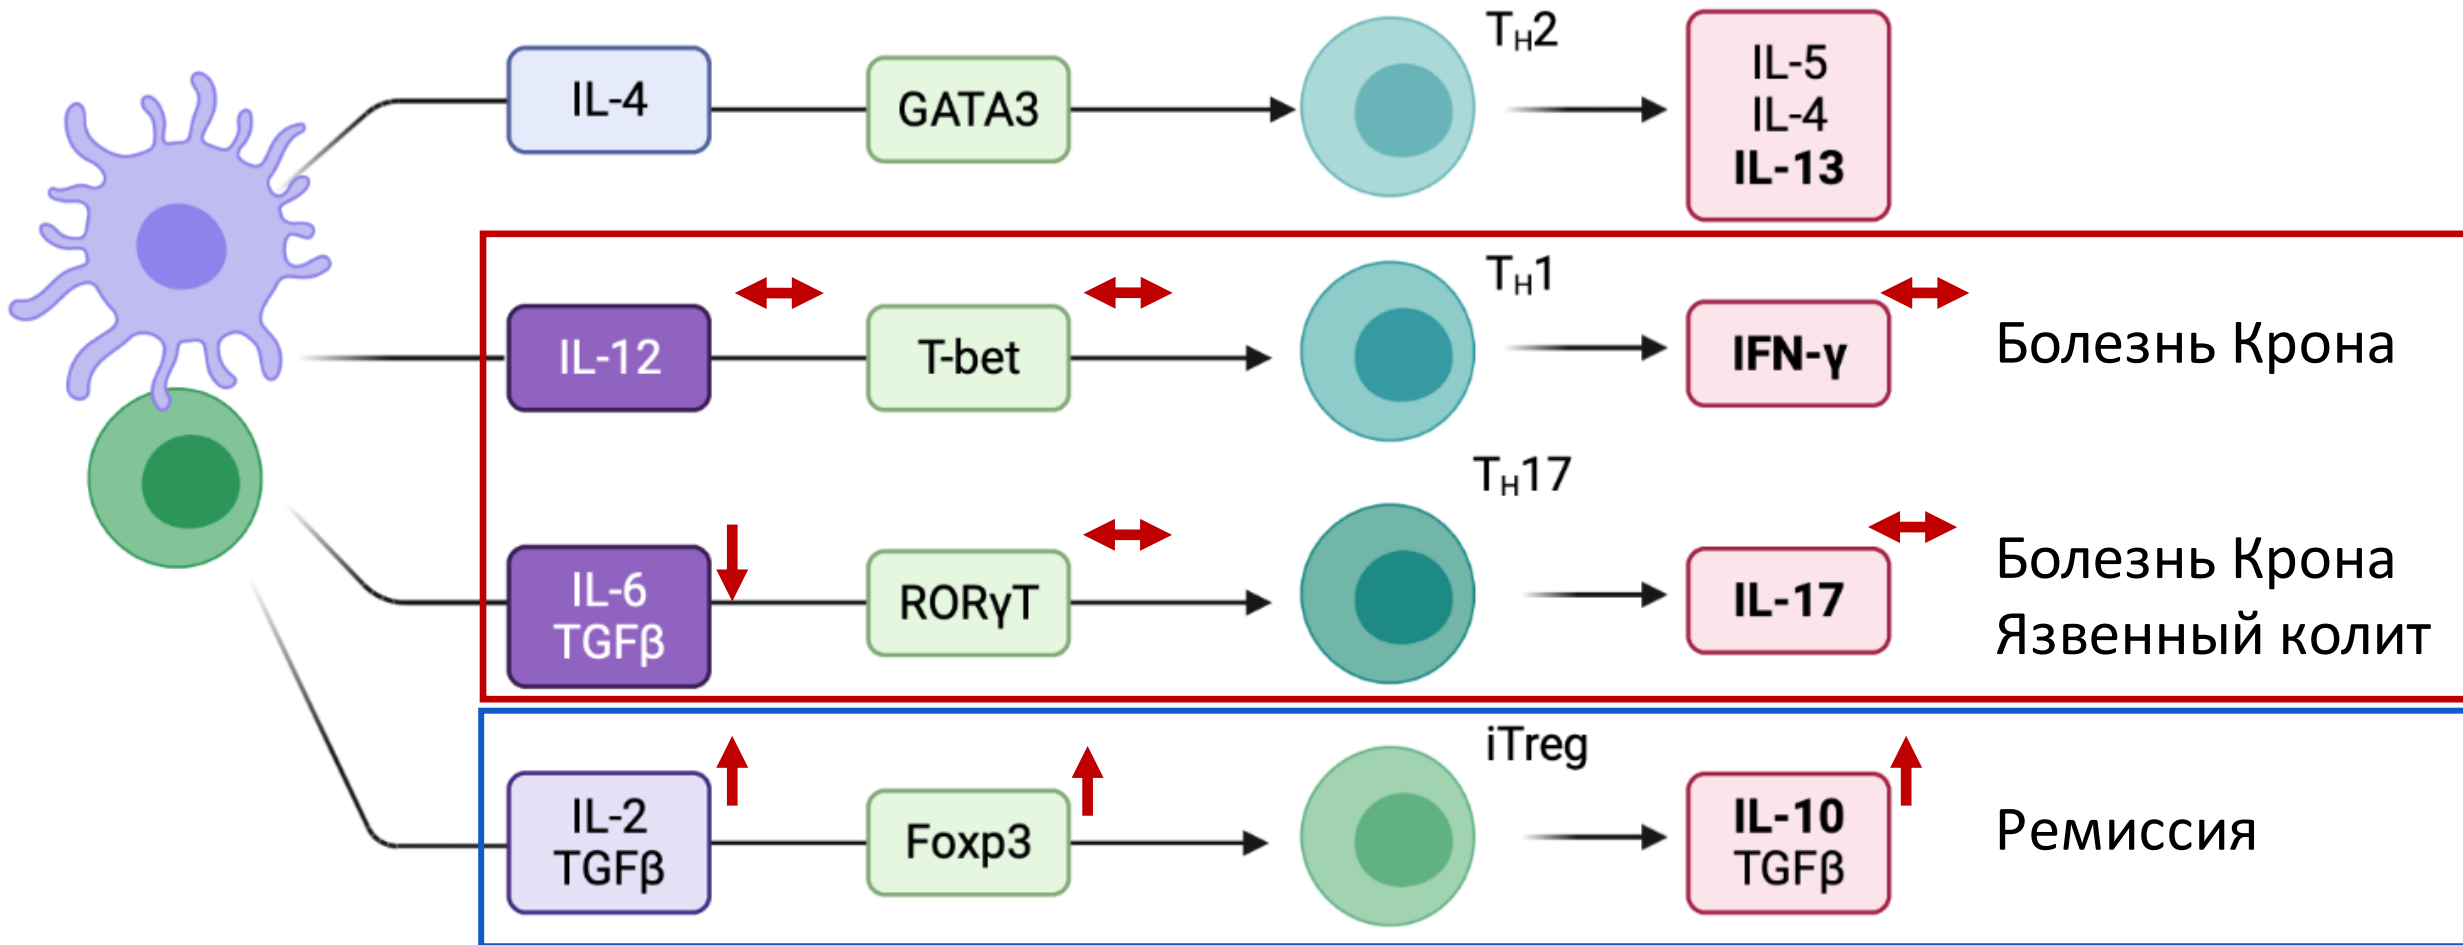 IL-4
GATA3
TH2
IL-5
IL-4
IL-13
IL-12
T-bet
TH1
IFN-γ
Болезнь Крона
IL-6
TGFβ
RORγT
TH17
IL-17
Болезнь Крона
Язвенный колит
IL-2
TGFβ
Foxp3
iTreg
IL-10
TGFβ
Ремиссия